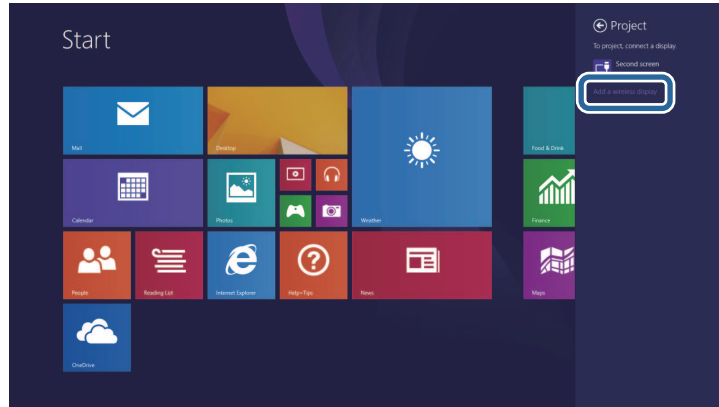 Start
Project
To project, connect a display
Second screen
Add a wireless display
Mail
Desktop
Weather
Food & Drink
Calendar
Photos
Finance
People
Reading List
Internet Explorer
Help+Tips
News
Maps
OneDrive